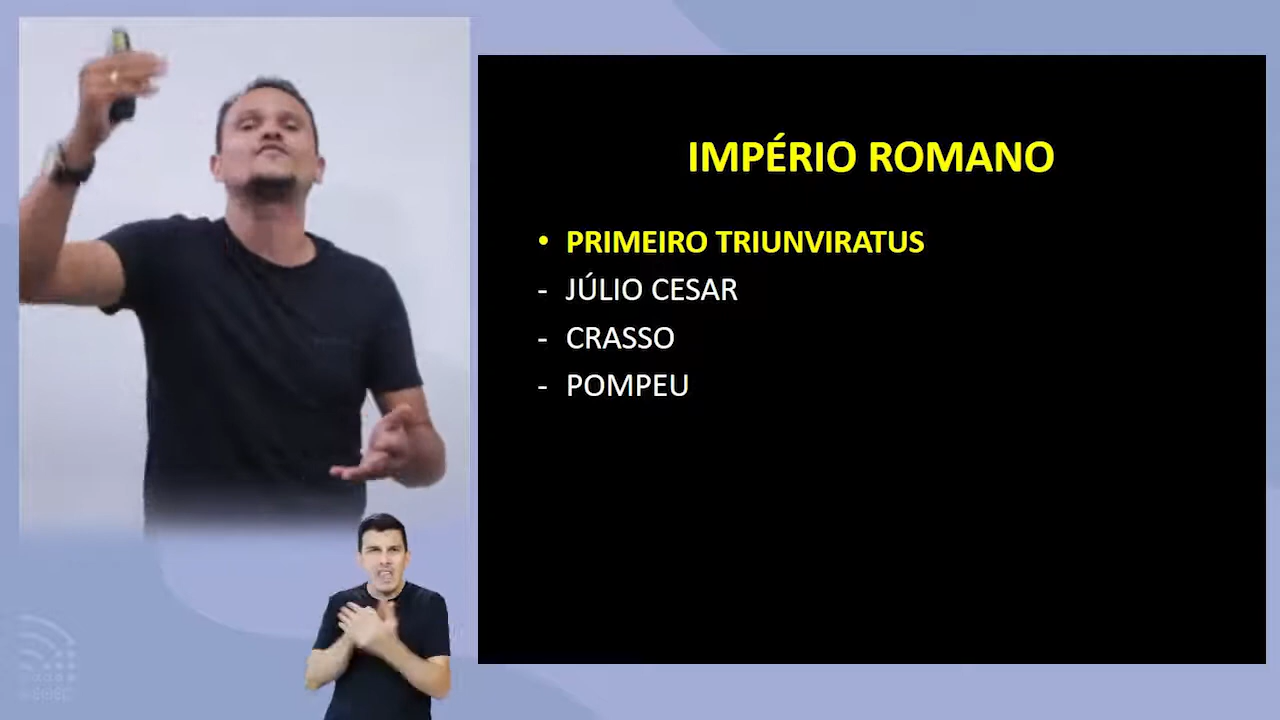 IMPÉRIO ROMANO
• PRIMEIRO TRIUNVIRATUS
- JÚLIO CESAR
- CRASSO
- POMPEU